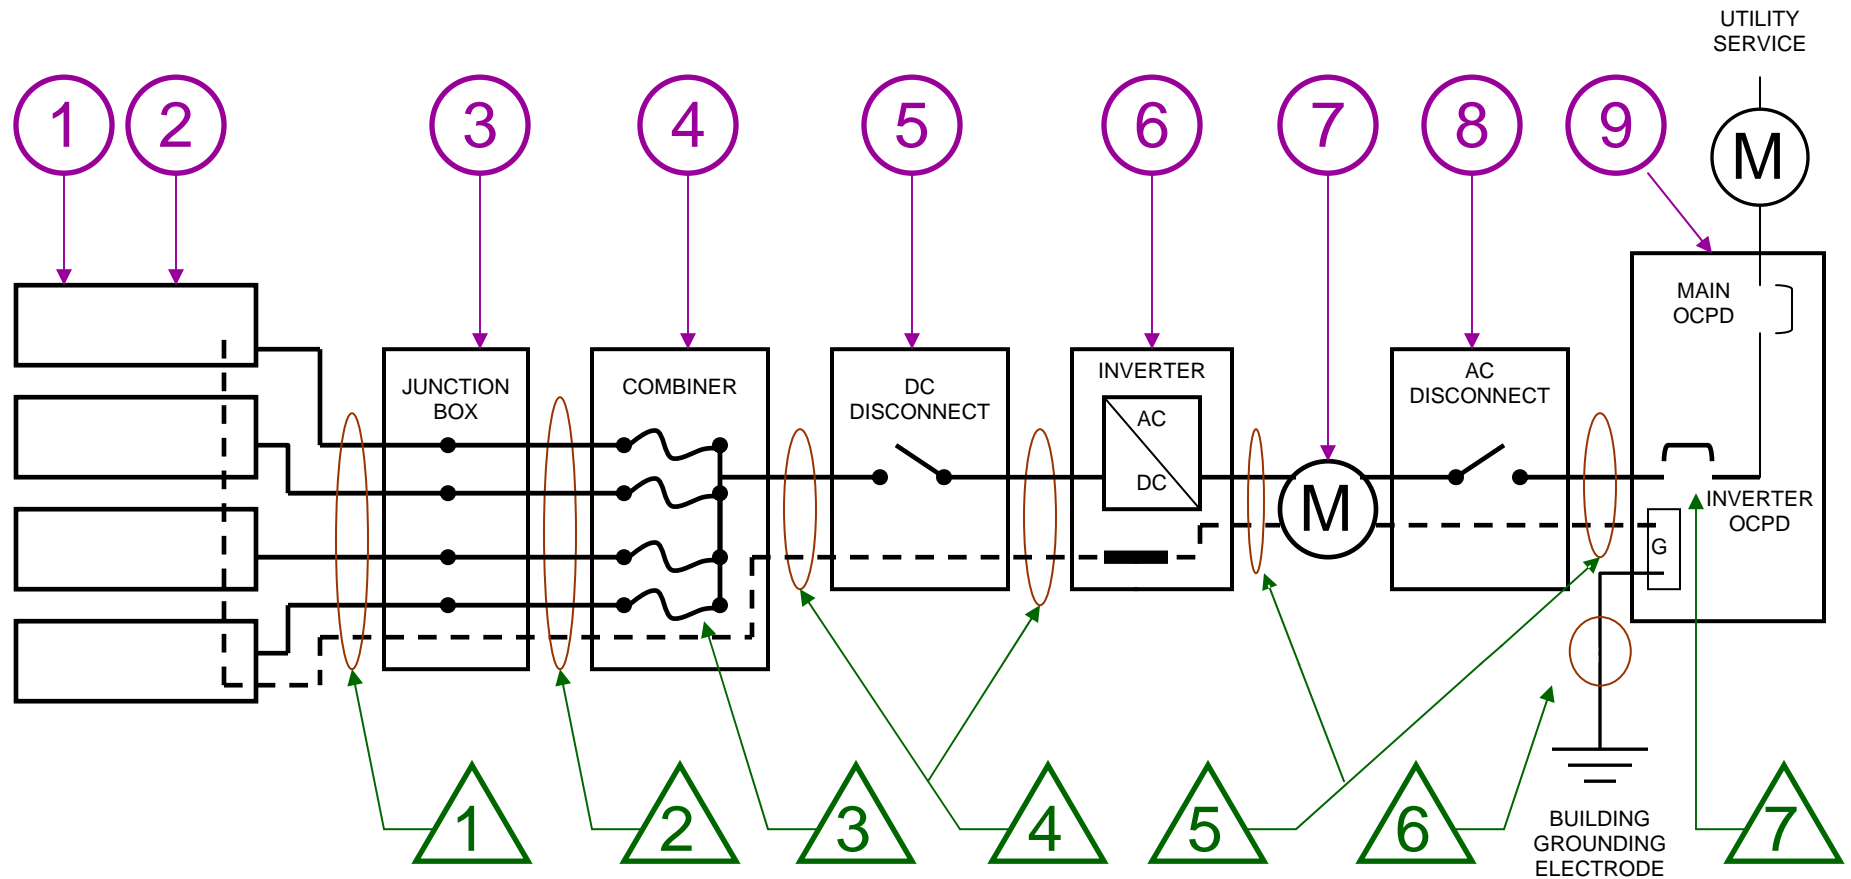 UTILITY
SERVICE
1
2
3
4
5
6
7
8
9
M
MAIN
OCPD
JUNCTION
BOX
COMBINER
DC
DISCONNECT
INVERTER
AC
DC
M
AC
DISCONNECT
INVERTER
OCPD
G
1
2
3
4
5
6
7
BUILDING
GROUNDING
ELECTRODE